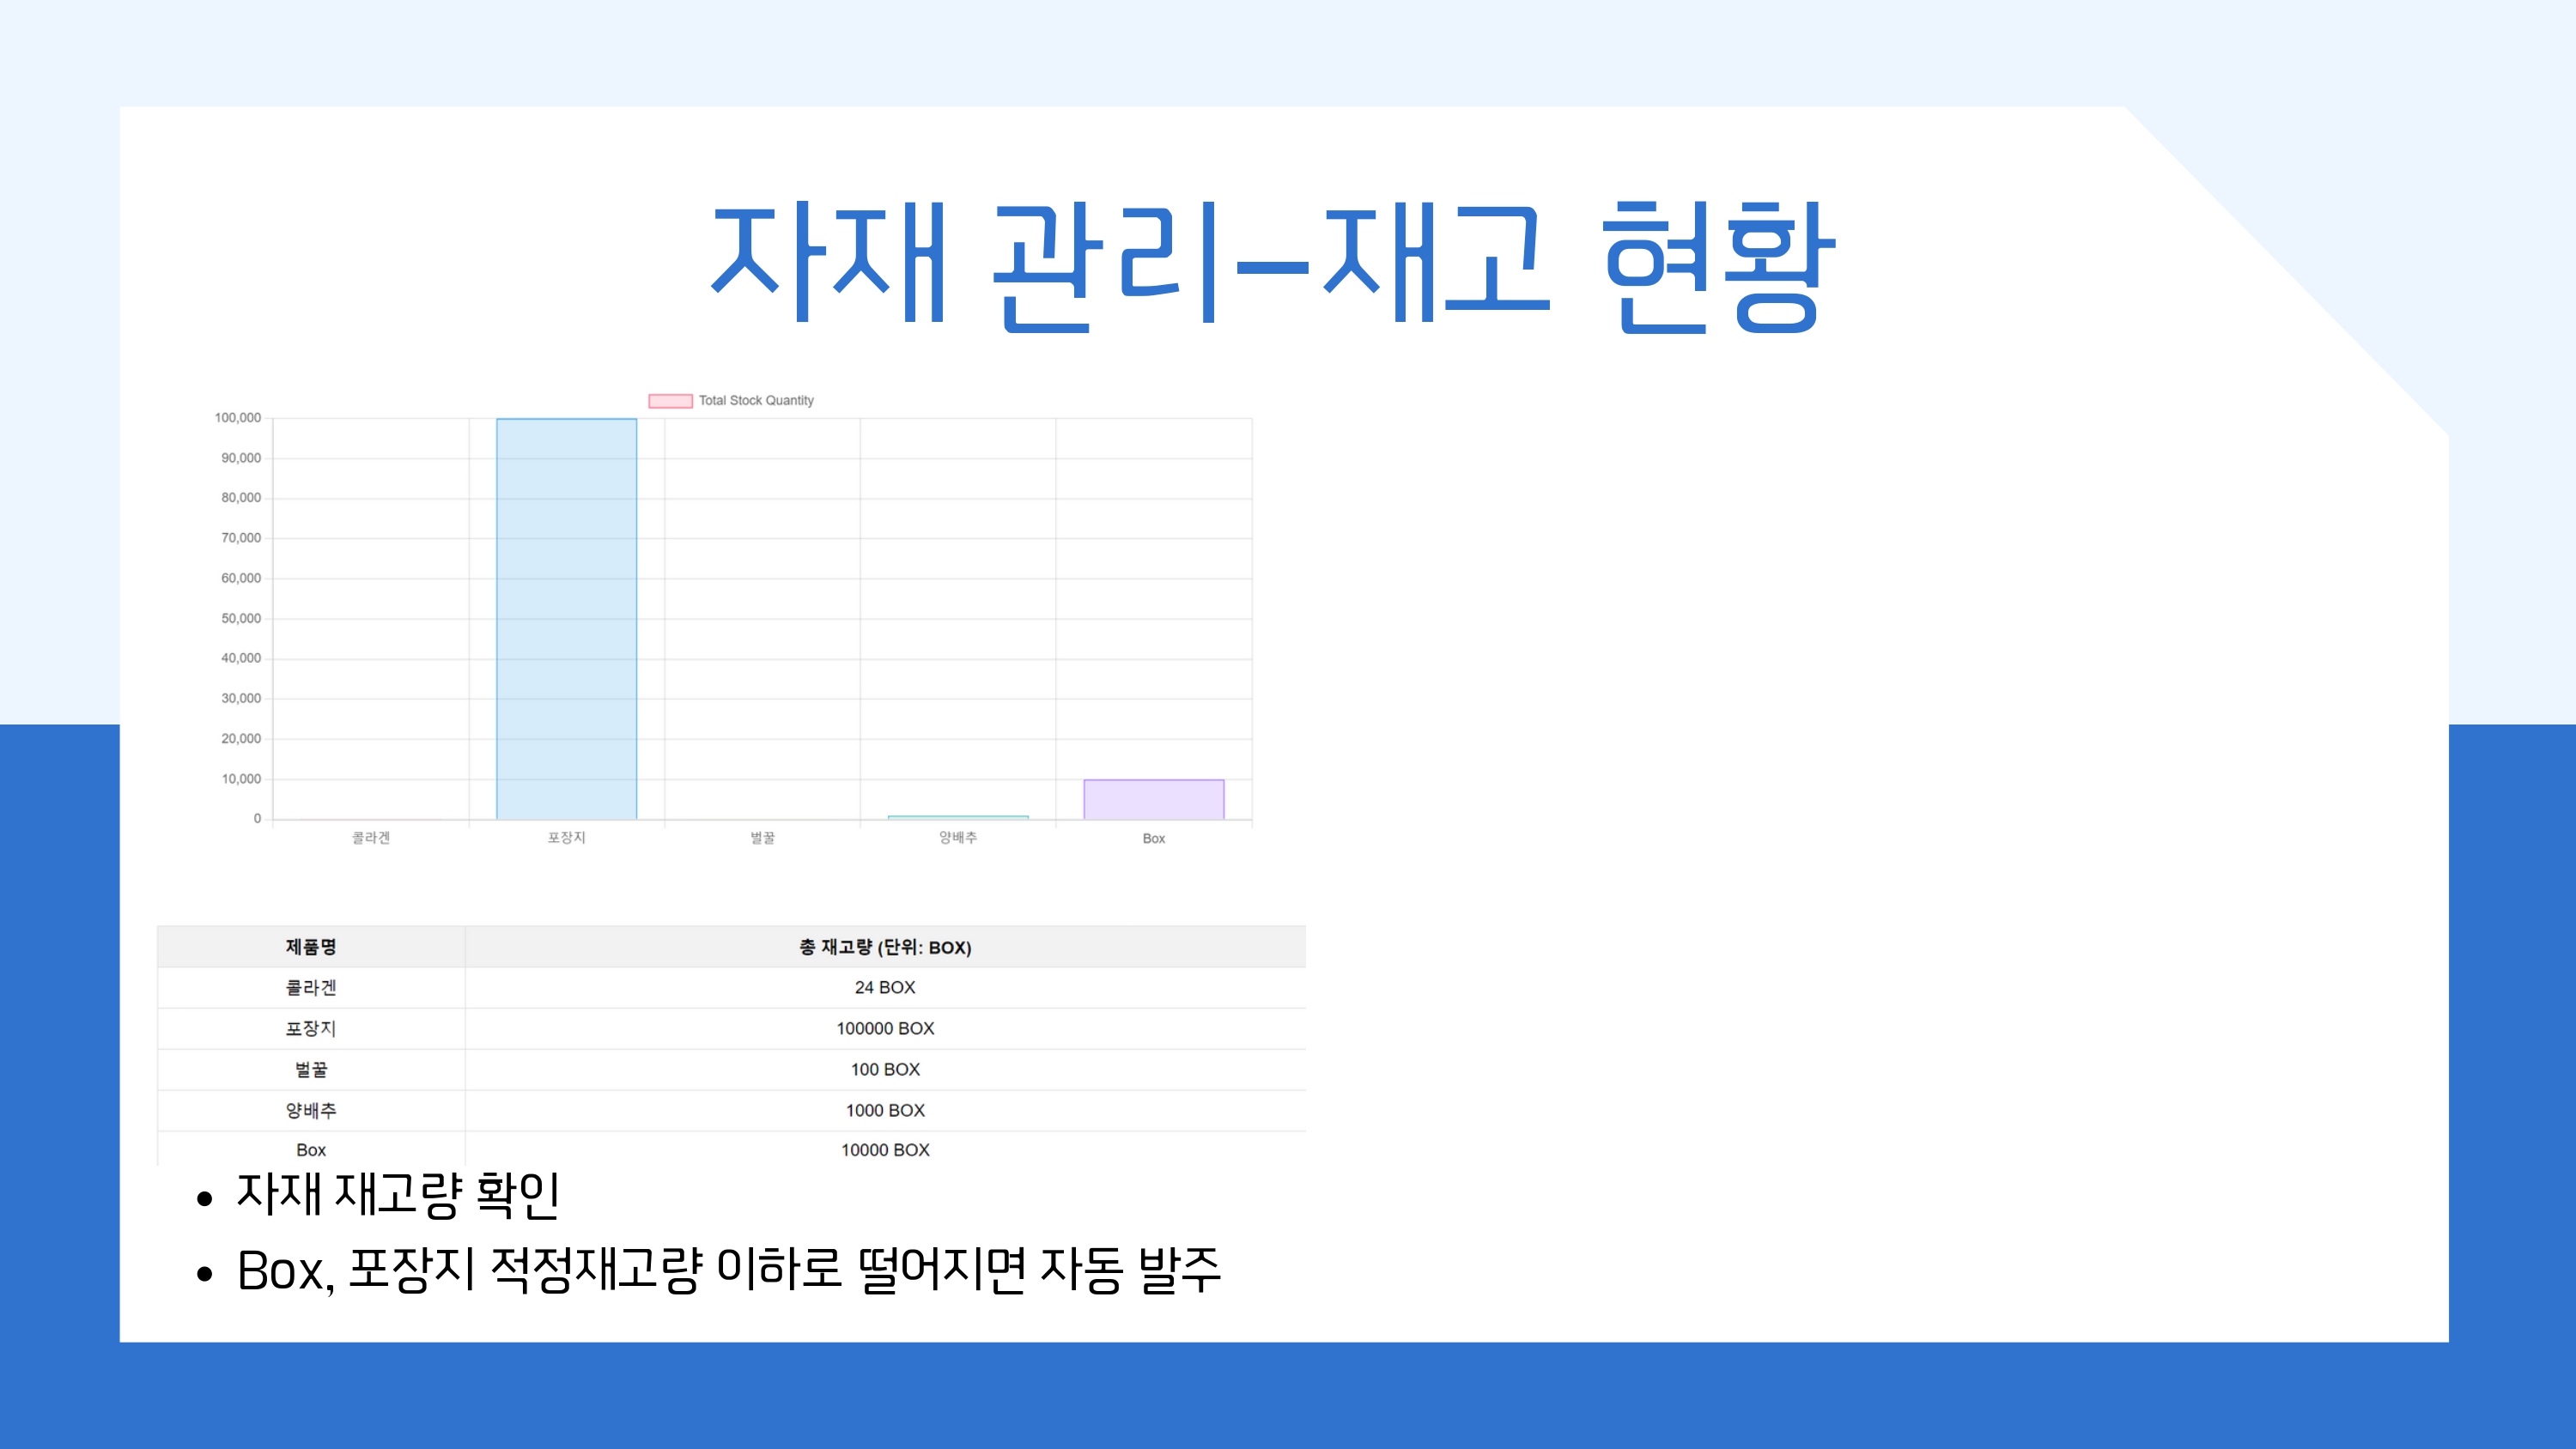 자재 관리-재고 현황
Total Stock Quantity
100,000
90,000
80,000
70,000
60,000
50,000
40,000
30,000
20,000
10,000
0
콜라겐 포장지 벌꿀 양배추 Box
제품명 총 재고량 (단위: BOX)
콜라겐 24 BOX
포장지 100000 BOX
벌꿀 100 BOX
양배추 1000 BOX
Box 10000 BOX
• 자재 재고량 확인
• Box, 포장지 적정재고량 이하로 떨어지면 자동 발주